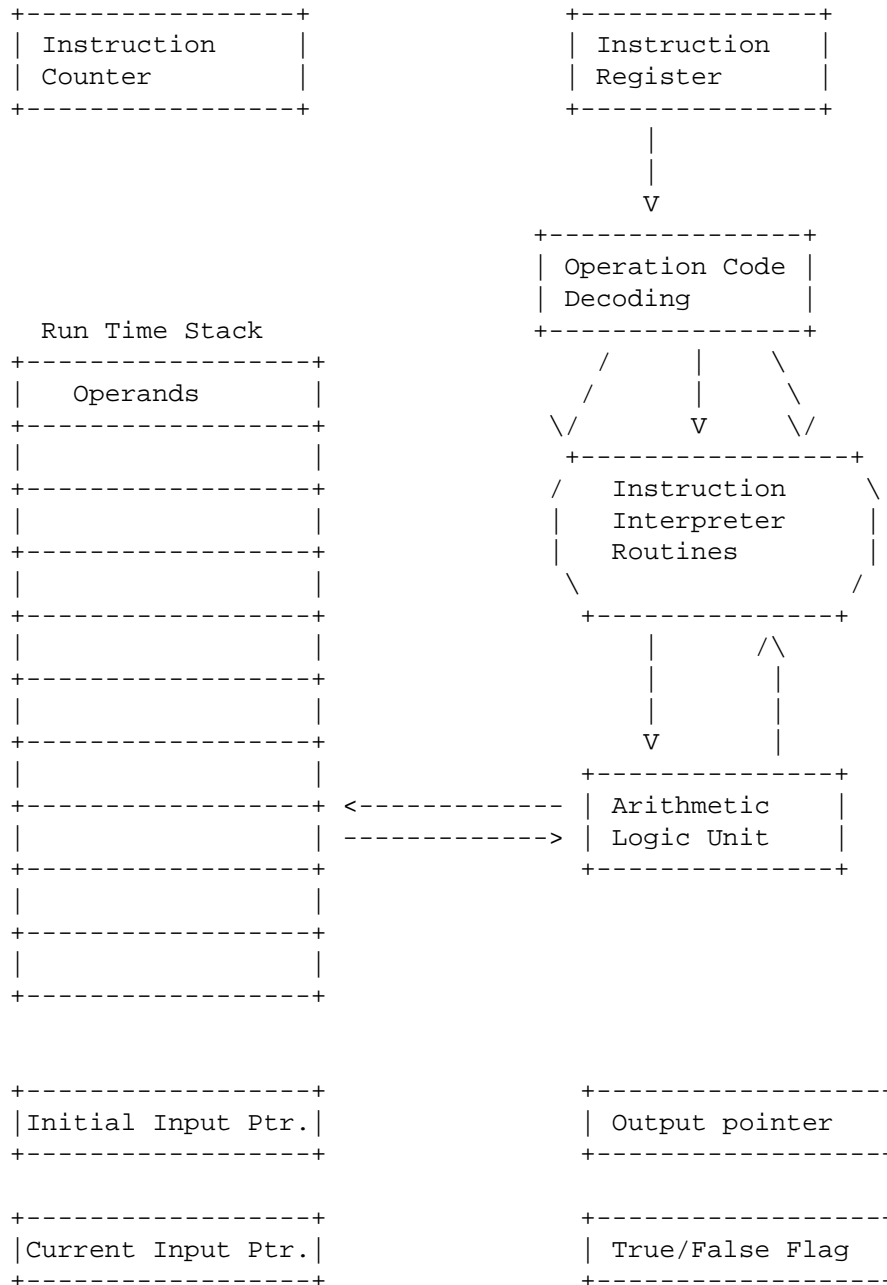 Instruction
Counter
Instruction
Register
Operation Code
Decoding
Run Time Stack
Operands
Instruction
Interpreter
Routines
Arithmetic
Logic Unit
Initial Input Ptr.
Output pointer
Current Input Ptr.
True/False Flag